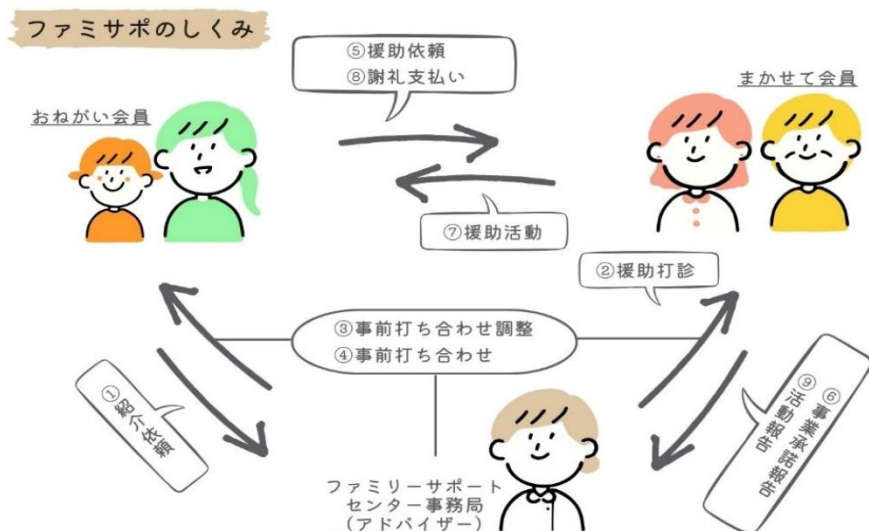 ファミサポのしくみ
⑤援助依頼
⑧謝礼支払い
おねがい会員
まかせて会員
⑦援助活動
②援助打診
③事前打ち合わせ調整
④事前打ち合わせ
①紹介依頼
⑥事業承諾報告
⑨活動報告
ファミリーサポート
センター事務局
(アドバイザー)